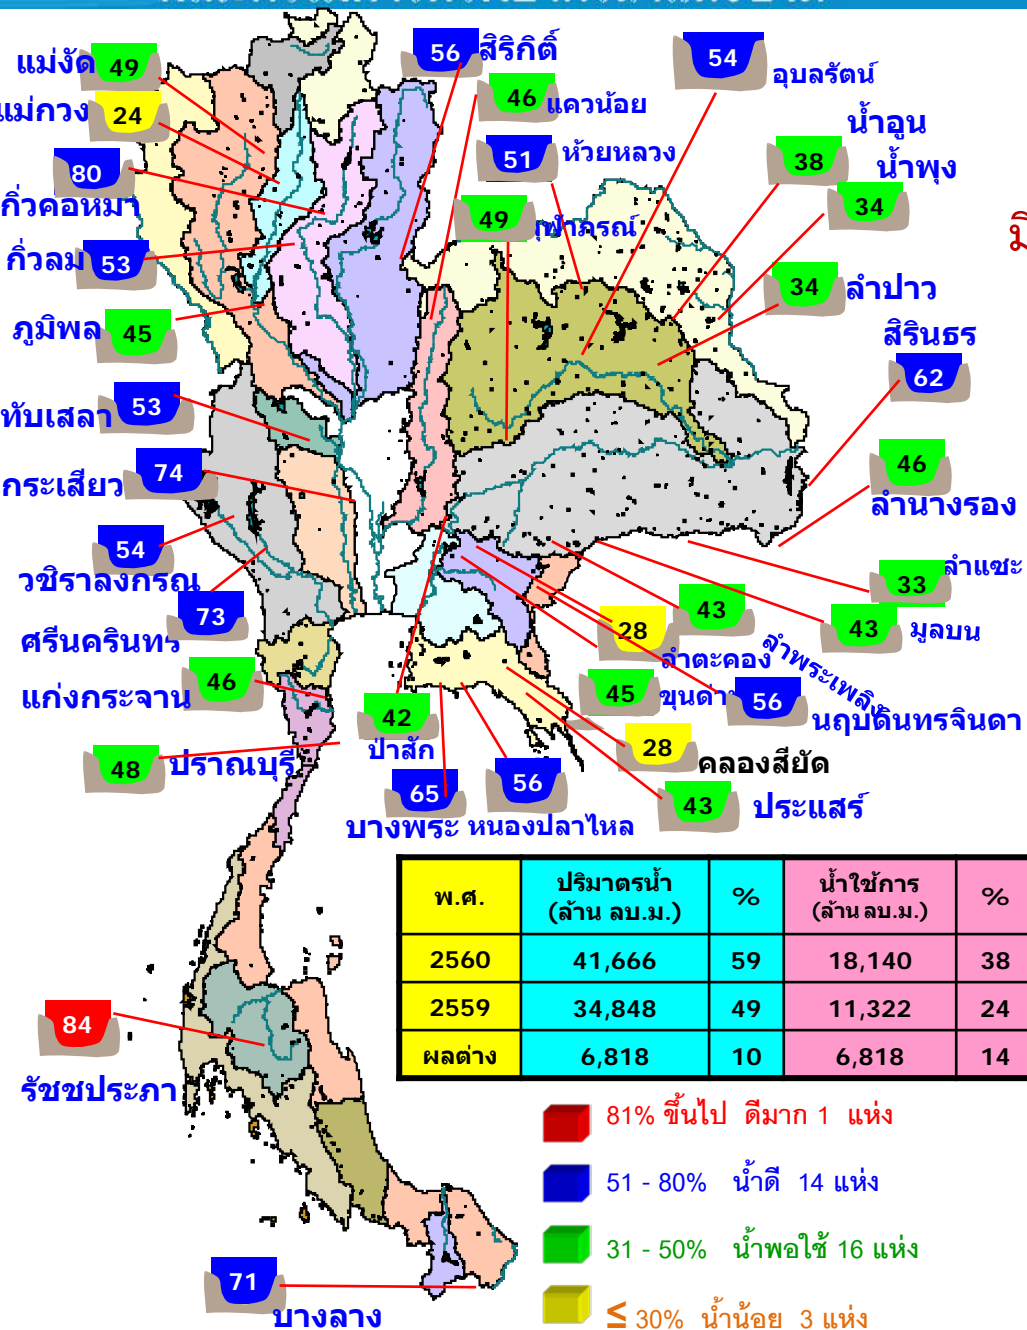 แม่งัด 49
แม่กวง 24
80
กิ่วคอหมา
กิ่วลม 53
ภูมิพล 45
ทับเสลา 53
กระเสียว 74
54
วชิราลงกรณ
73
ศรีนครินทร
แก่งกระจาน 46
48 ปราณบุรี
84
รัชชประภา
71
บางลาง
56 สิริกิติ์
46 แควน้อย
51 ห้วยหลวง
49
54 อุบลรัตน์
น้ำอูน
38 น้ำพุง
34
34 ลำปาว
สิรินธร
62
46
ลำนางรอง
33 ลำแชะ
43 มูลบน
43
28 ลำตะคอง
ลำพระเพลิง
45 ขุนด่าน
56 นฤบดินทรจินดา
28 คลองสียัด
43 ประแสร์
42
ป่าสัก
65 56
บางพระ หนองปลาไหล
พ.ศ. ปริมาตรน้ำ (ล้าน ลบ.ม.) % น้ำใช้การ (ล้าน ลบ.ม.) %
2560 41,666 59 18,140 38
2559 34,848 49 11,322 24
ผลต่าง 6,818 10 6,818 14
81% ขึ้นไป ดีมาก 1 แห่ง
51 - 80% น้ำดี 14 แห่ง
31 - 50% น้ำพอใช้ 16 แห่ง
≤ 30% น้ำน้อย 3 แห่ง